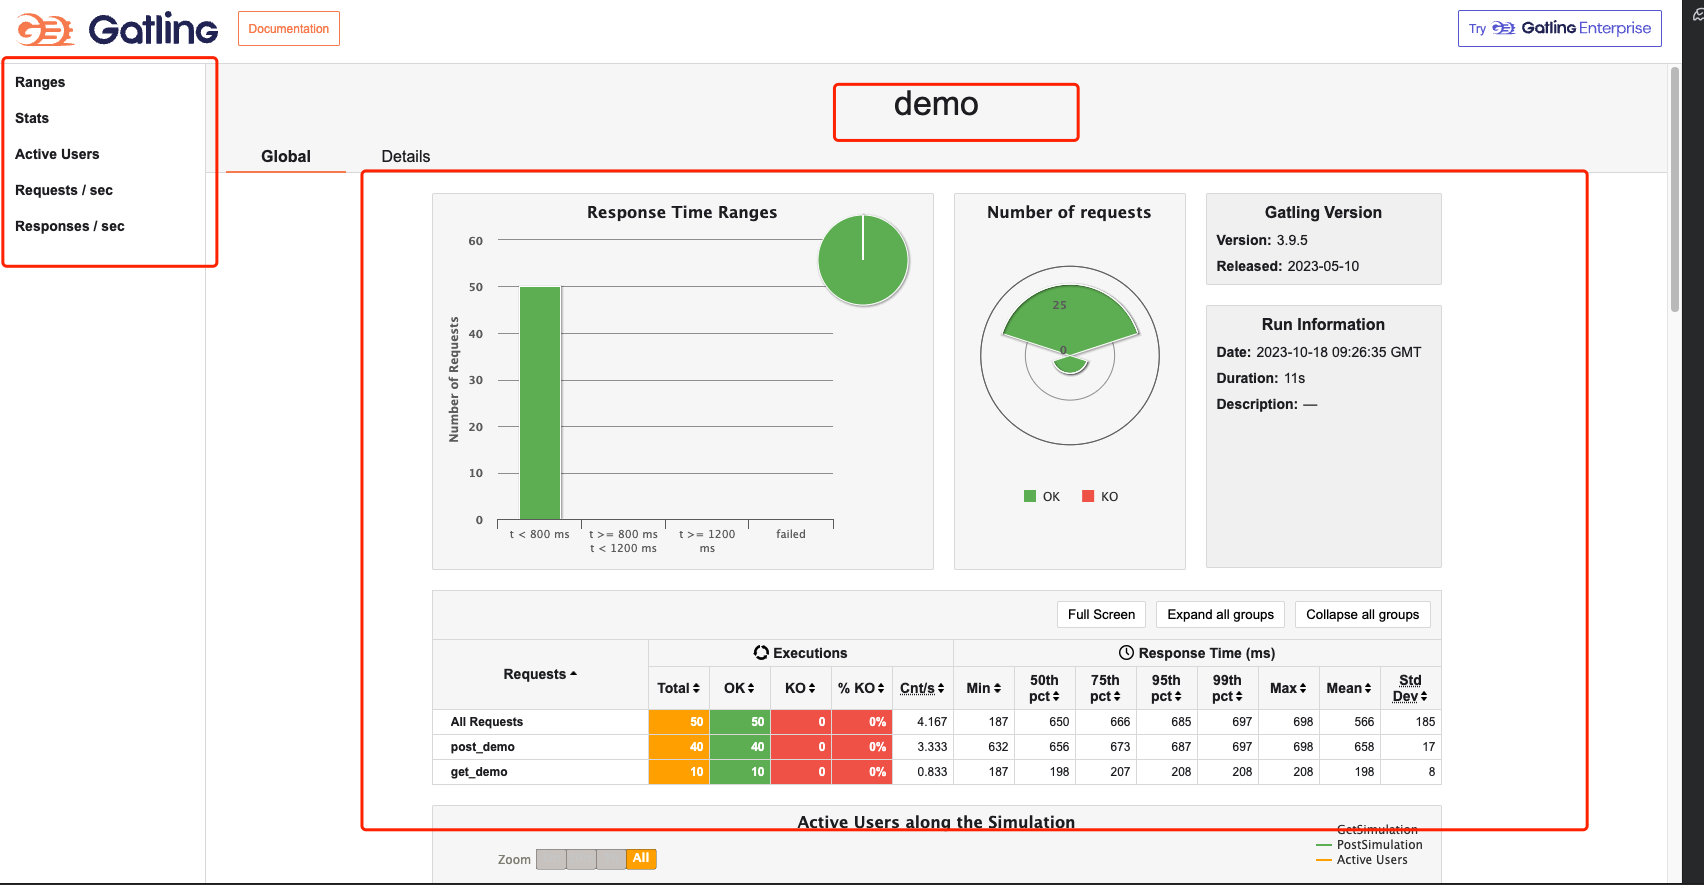 Gatling
Documentation
Try Gatling Enterprise
Ranges
Stats
Active Users
Requests / sec
Responses / sec
demo
Global Details
Response Time Ranges
Number of Requests
60
50
40
30
20
10
0
t < 800 ms
t >= 800 ms
t < 1200 ms
t >= 1200
ms
failed
Number of requests
25
0
OK KO
Gatling Version
Version: 3.9.5
Released: 2023-05-10
Run Information
Date: 2023-10-18 09:26:35 GMT
Duration: 11s
Description: —
Full Screen Expand all groups Collapse all groups
Requests
Executions
Response Time (ms)
Total OK KO % KO Cnt/s Min 50th pct 75th pct 95th pct 99th pct Max Mean Std Dev
All Requests 50 50 0 0% 4.167 187 650 666 685 697 698 566 185
post_demo 40 40 0 0% 3.333 632 656 673 687 697 698 658 17
get_demo 10 10 0 0% 0.833 187 198 207 208 208 208 198 8
Active Users along the Simulation
GetSimulation
PostSimulation
Active Users
Zoom All